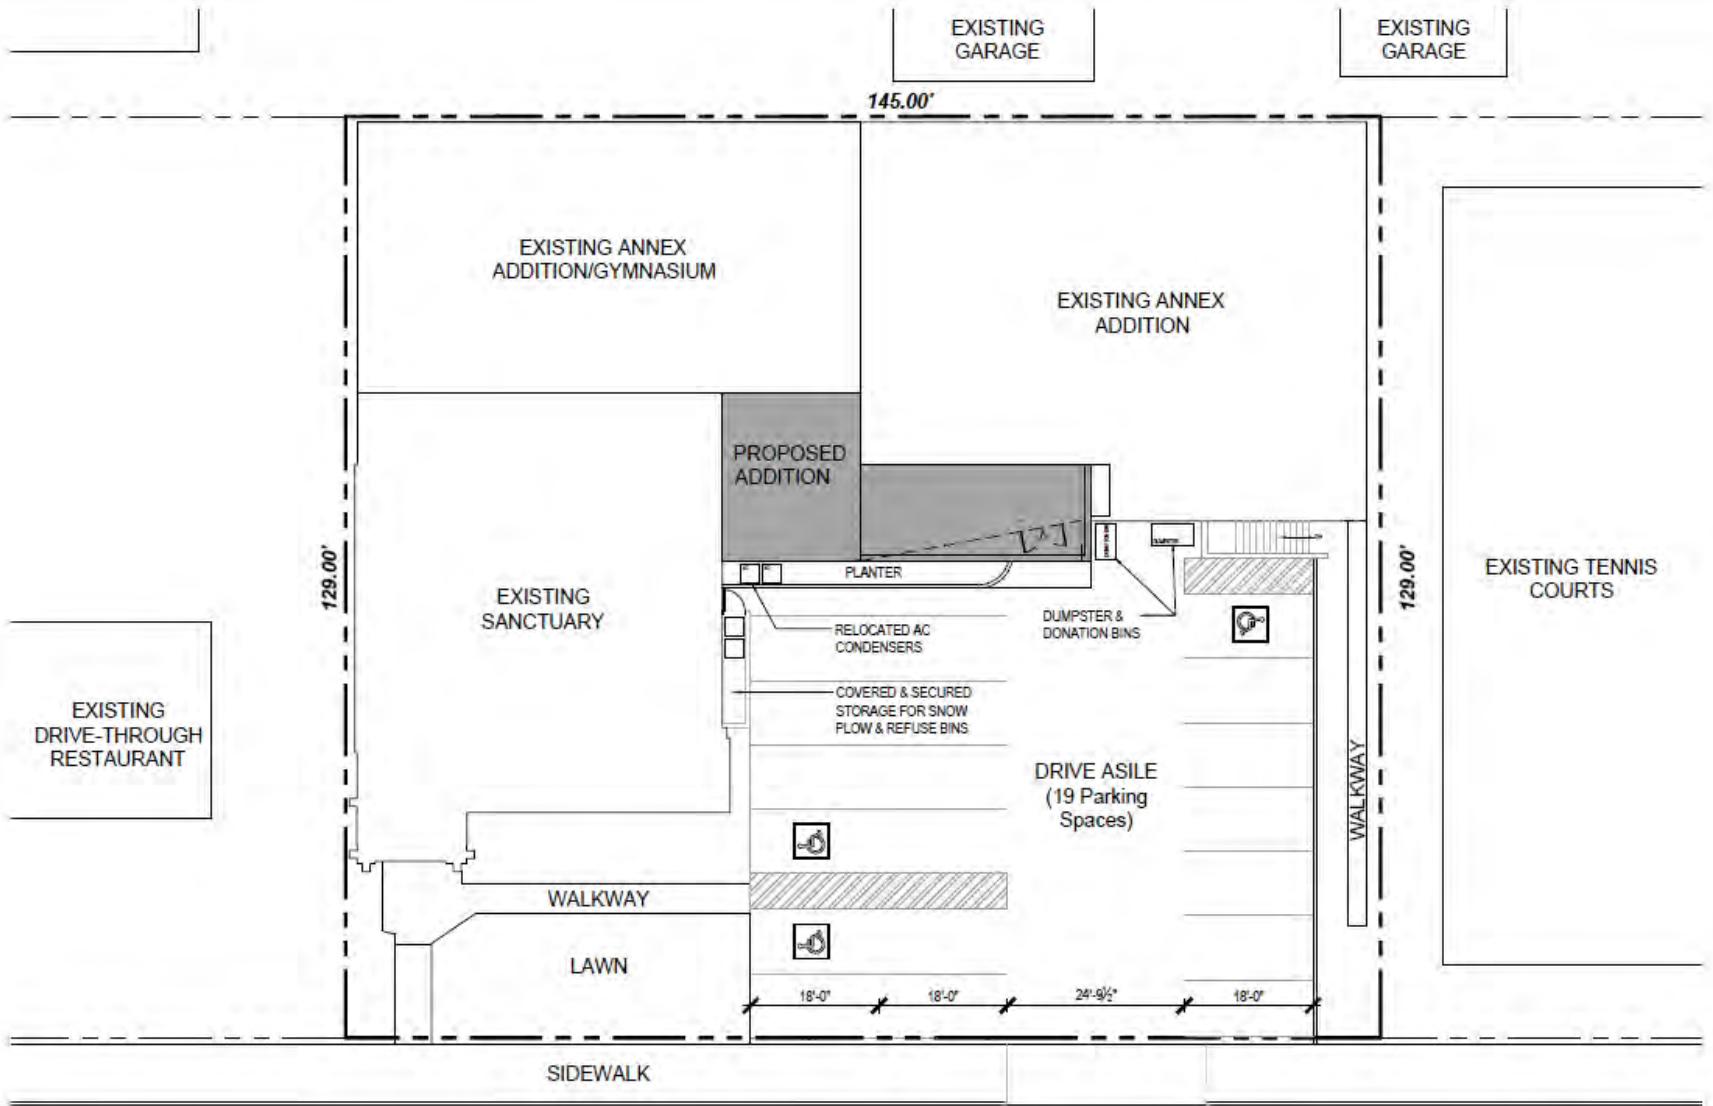 EXISTING
GARAGE
EXISTING
GARAGE
145.00'
EXISTING ANNEX
ADDITION/GYMNASIUM
EXISTING ANNEX
ADDITION
PROPOSED
ADDITION
129.00'
129.00'
EXISTING TENNIS
COURTS
PLANTER
EXISTING
SANCTUARY
RELOCATED AC
CONDENSERS
DUMPSTER &
DONATION BINS
COVERED & SECURED
STORAGE FOR SNOW
PLOW & REFUSE BINS
EXISTING
DRIVE-THROUGH
RESTAURANT
DRIVE ASILE
(19 Parking
Spaces)
WALKWAY
WALKWAY
LAWN
18'-0"
18'-0"
24'-9½"
18'-0"
SIDEWALK